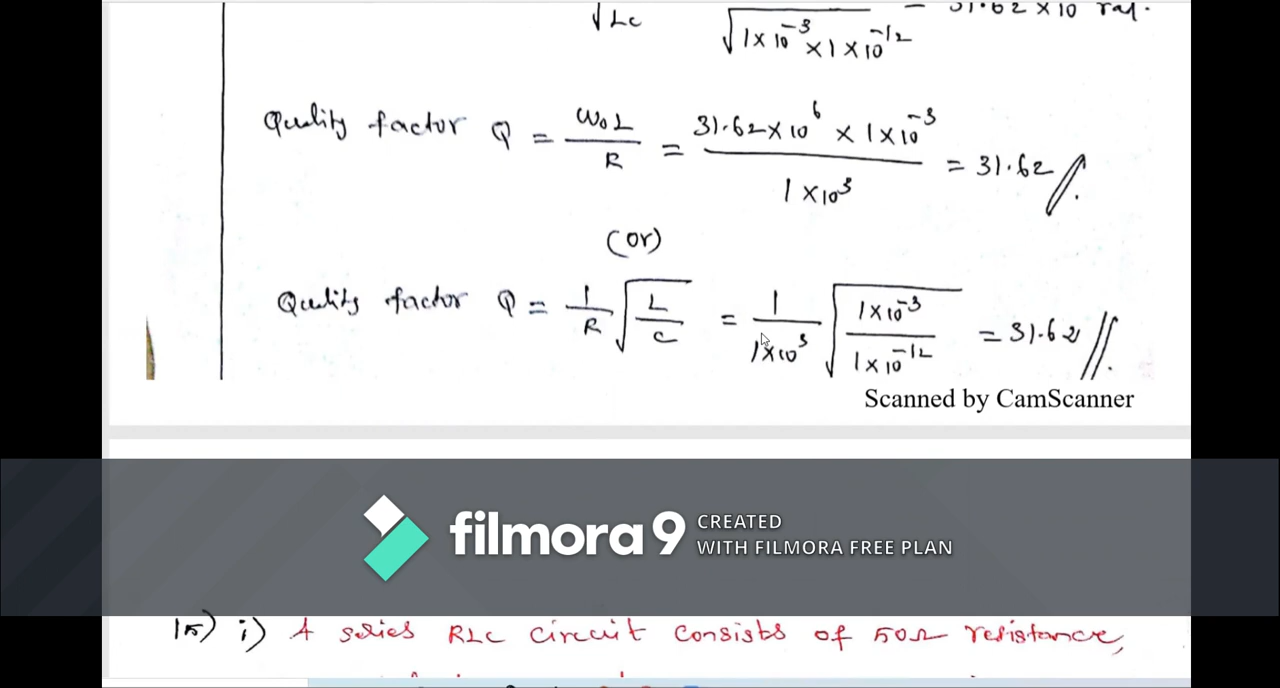 √LC √1×10⁻³×1×10⁻¹² = 31.62×10 rad.
Quality factor Q = ω₀L/R = 31.62×10⁶ × 1×10⁻³ / 1×10³ = 31.62 //.
(or)
Quality factor Q = 1/R √L/C = 1/1×10³ √1×10⁻³/1×10⁻¹² = 31.62 //.
Scanned by CamScanner
filmora9 CREATED
WITH FILMORA FREE PLAN
15) i) A series RLC circuit consists of 50Ω resistance,